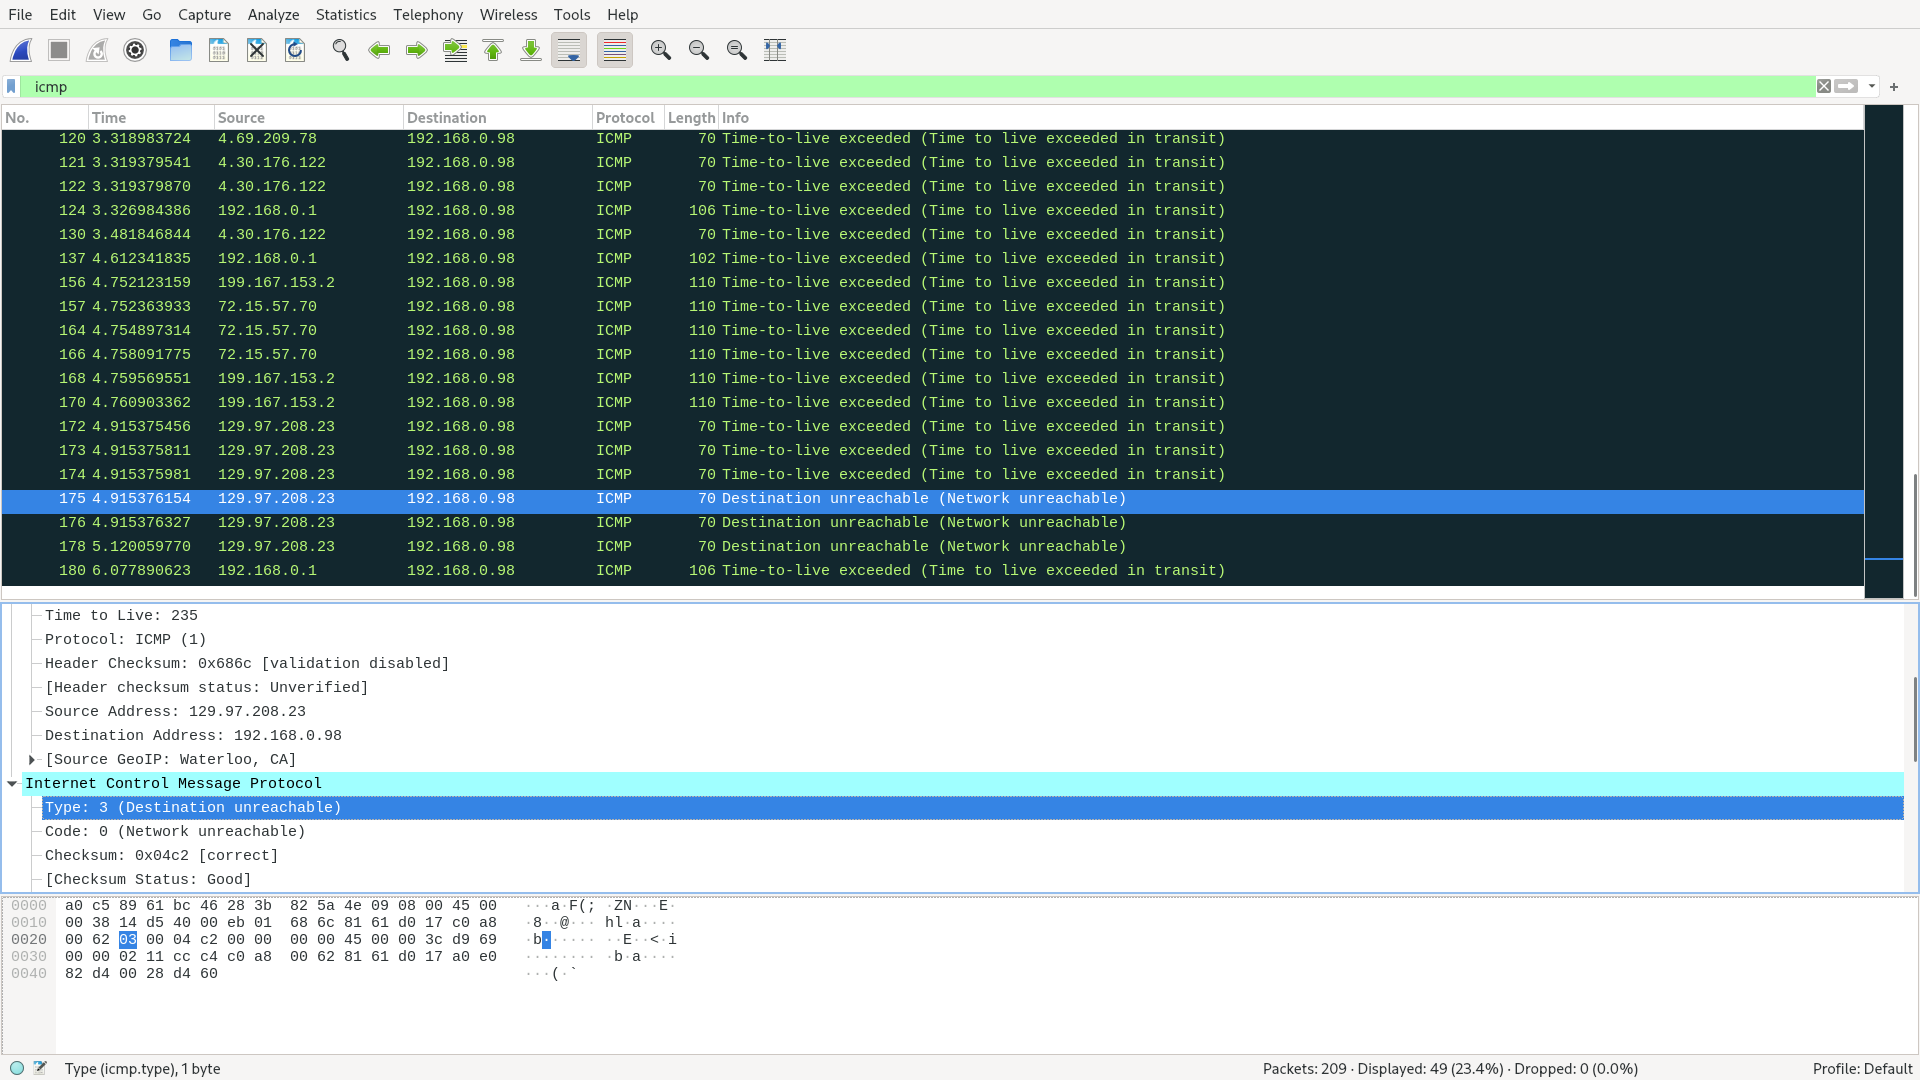 File Edit View Go Capture Analyze Statistics Telephony Wireless Tools Help
icmp
No. Time Source Destination Protocol Length Info
120 3.318983724 4.69.209.78 192.168.0.98 ICMP 70 Time-to-live exceeded (Time to live exceeded in transit)
121 3.319379541 4.30.176.122 192.168.0.98 ICMP 70 Time-to-live exceeded (Time to live exceeded in transit)
122 3.319379870 4.30.176.122 192.168.0.98 ICMP 70 Time-to-live exceeded (Time to live exceeded in transit)
124 3.326984386 192.168.0.1 192.168.0.98 ICMP 106 Time-to-live exceeded (Time to live exceeded in transit)
130 3.481846844 4.30.176.122 192.168.0.98 ICMP 70 Time-to-live exceeded (Time to live exceeded in transit)
137 4.612341835 192.168.0.1 192.168.0.98 ICMP 102 Time-to-live exceeded (Time to live exceeded in transit)
156 4.752123159 199.167.153.2 192.168.0.98 ICMP 110 Time-to-live exceeded (Time to live exceeded in transit)
157 4.752363933 72.15.57.70 192.168.0.98 ICMP 110 Time-to-live exceeded (Time to live exceeded in transit)
164 4.754897314 72.15.57.70 192.168.0.98 ICMP 110 Time-to-live exceeded (Time to live exceeded in transit)
166 4.758091775 72.15.57.70 192.168.0.98 ICMP 110 Time-to-live exceeded (Time to live exceeded in transit)
168 4.759569551 199.167.153.2 192.168.0.98 ICMP 110 Time-to-live exceeded (Time to live exceeded in transit)
170 4.760903362 199.167.153.2 192.168.0.98 ICMP 110 Time-to-live exceeded (Time to live exceeded in transit)
172 4.915375456 129.97.208.23 192.168.0.98 ICMP 70 Time-to-live exceeded (Time to live exceeded in transit)
173 4.915375811 129.97.208.23 192.168.0.98 ICMP 70 Time-to-live exceeded (Time to live exceeded in transit)
174 4.915375981 129.97.208.23 192.168.0.98 ICMP 70 Time-to-live exceeded (Time to live exceeded in transit)
175 4.915376154 129.97.208.23 192.168.0.98 ICMP 70 Destination unreachable (Network unreachable)
176 4.915376327 129.97.208.23 192.168.0.98 ICMP 70 Destination unreachable (Network unreachable)
178 5.120059770 129.97.208.23 192.168.0.98 ICMP 70 Destination unreachable (Network unreachable)
180 6.077890623 192.168.0.1 192.168.0.98 ICMP 106 Time-to-live exceeded (Time to live exceeded in transit)
Time to Live: 235
Protocol: ICMP (1)
Header Checksum: 0x686c [validation disabled]
[Header checksum status: Unverified]
Source Address: 129.97.208.23
Destination Address: 192.168.0.98
[Source GeoIP: Waterloo, CA]
Internet Control Message Protocol
Type: 3 (Destination unreachable)
Code: 0 (Network unreachable)
Checksum: 0x04c2 [correct]
[Checksum Status: Good]
0000 a0 c5 89 61 bc 46 28 3b 82 5a 4e 09 08 00 45 00 ···a·F(; ·ZN···E·
0010 00 38 14 d5 40 00 eb 01 68 6c 81 61 d0 17 c0 a8 ·8··@··· hl·a····
0020 00 62 03 00 04 c2 00 00 00 00 45 00 00 3c d9 69 ·b······ ··E··<·i
0030 00 00 02 11 cc c4 c0 a8 00 62 81 61 d0 17 a0 e0 ········ ·b·a····
0040 82 d4 00 28 d4 60 ···(·`
Type (icmp.type), 1 byte
Packets: 209 · Displayed: 49 (23.4%) · Dropped: 0 (0.0%)
Profile: Default